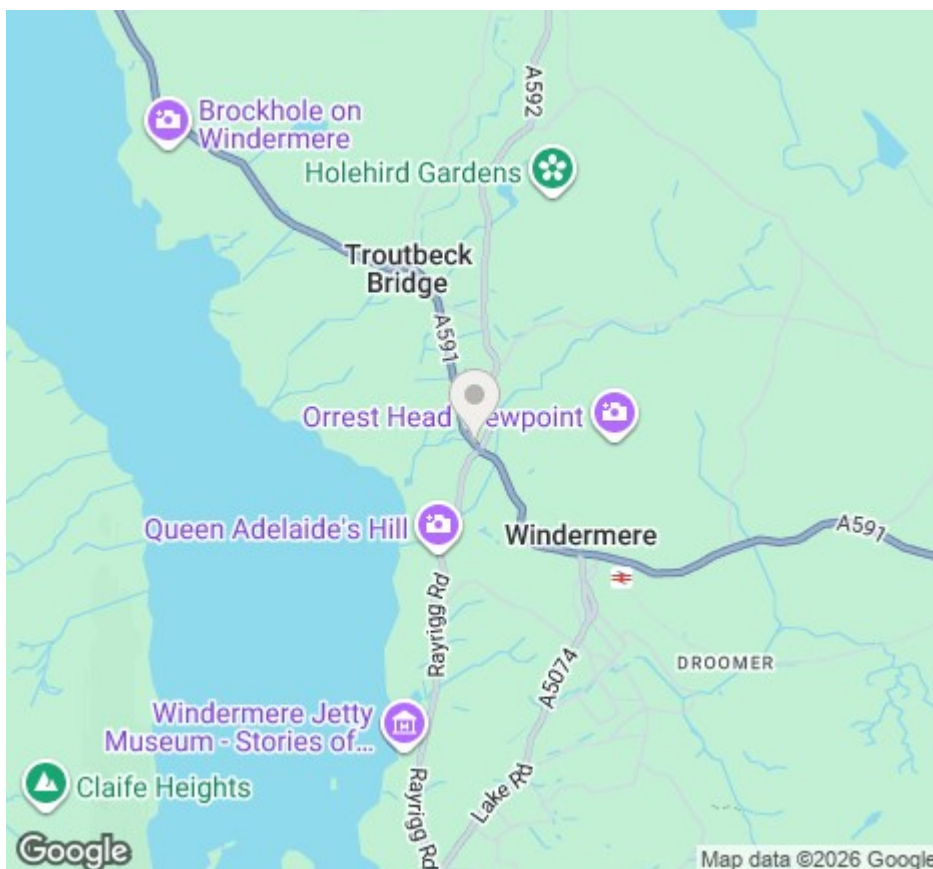 A592
Brockhole on
Windermere
Holehird Gardens
Troutbeck
Bridge
A591
Orrest Head
ewpoint
Queen Adelaide's Hill
Windermere
A591
Rayrigg Rd
A5074
DROOMER
Windermere Jetty
Museum - Stories of...
Rayrigg Rd
Lake Rd
Claife Heights
Google
Map data ©2026 Google